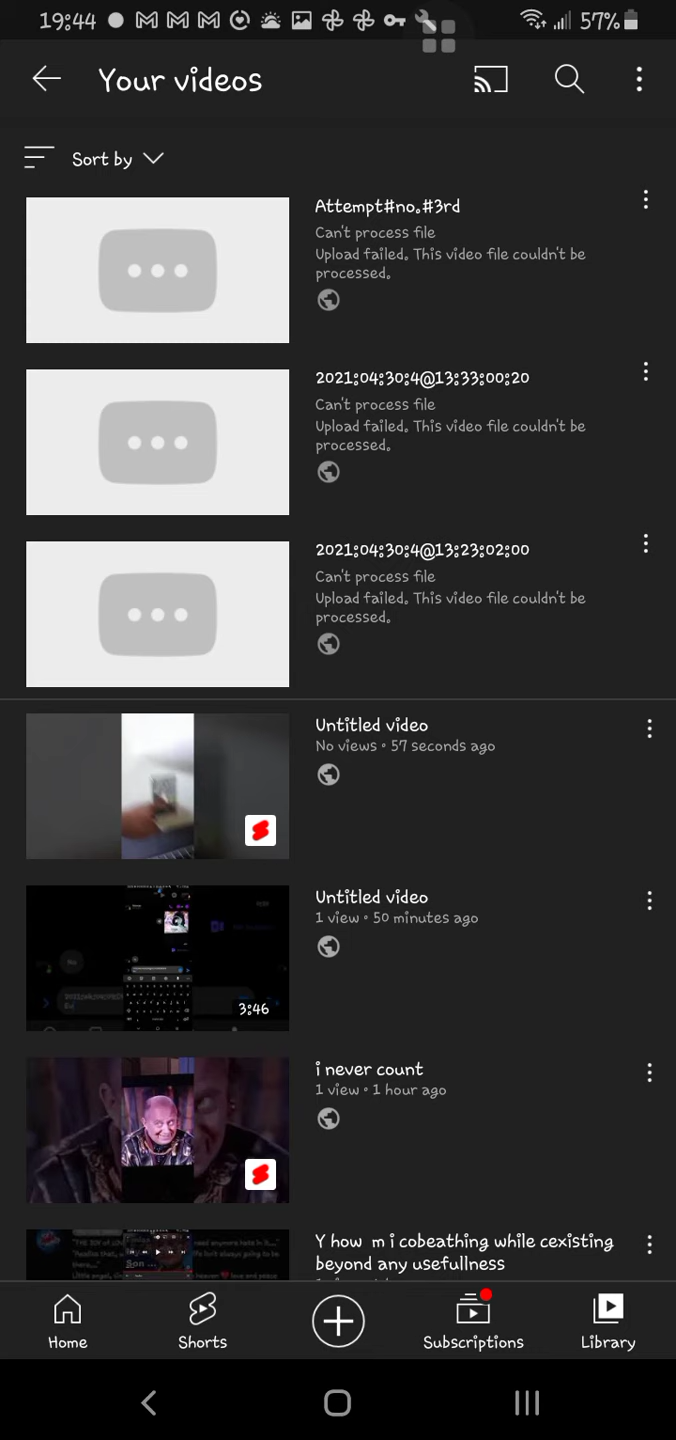 19:44
57%
Your videos
Sort by
Attempt#no.#3rd
Can't process file
Upload failed. This video file couldn't be
processed.
2021:04:30:4@13:33:00:20
Can't process file
Upload failed. This video file couldn't be
processed.
2021:04:30:4@13:23:02:00
Can't process file
Upload failed. This video file couldn't be
processed.
Untitled video
No views • 57 seconds ago
Untitled video
1 view • 50 minutes ago
3:46
i never count
1 view • 1 hour ago
Y how m i cobeathing while cexisting
beyond any usefullness
Home
Shorts
Subscriptions
Library